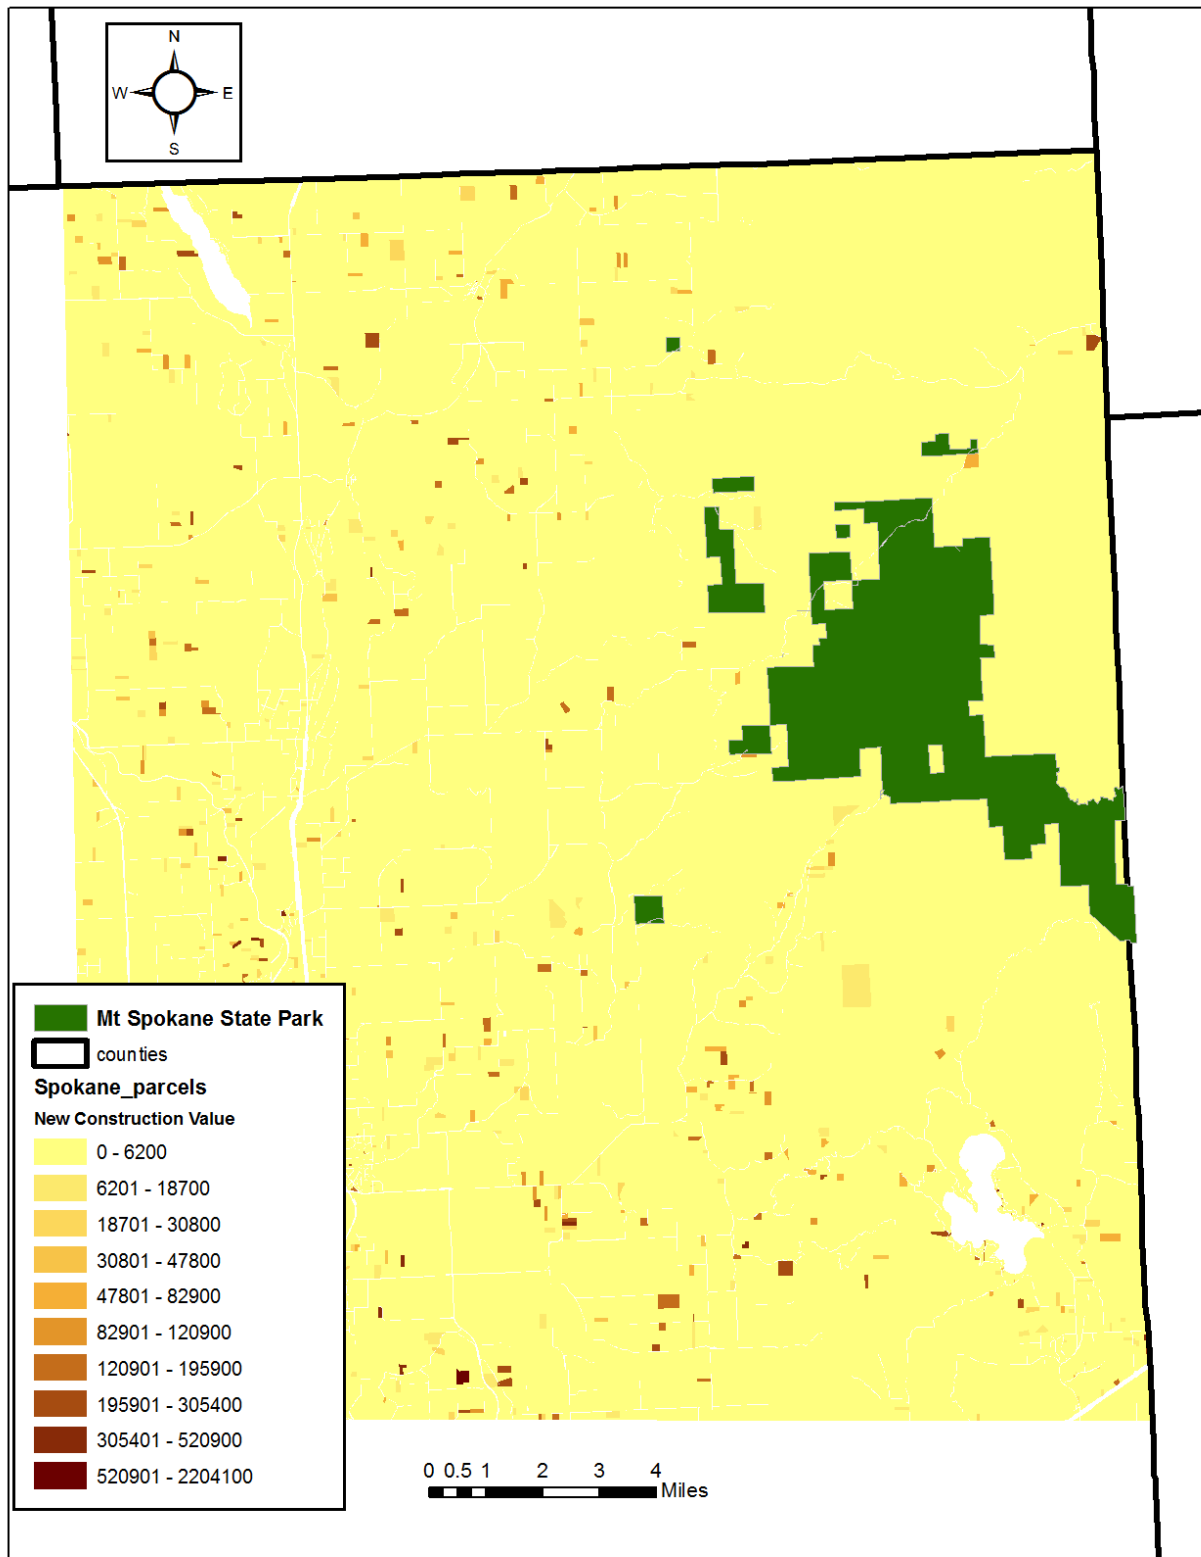 N
W E
S
Mt Spokane State Park
counties
Spokane_parcels
New Construction Value
0 - 6200
6201 - 18700
18701 - 30800
30801 - 47800
47801 - 82900
82901 - 120900
120901 - 195900
195901 - 305400
305401 - 520900
520901 - 2204100
0 0.5 1 2 3 4
Miles